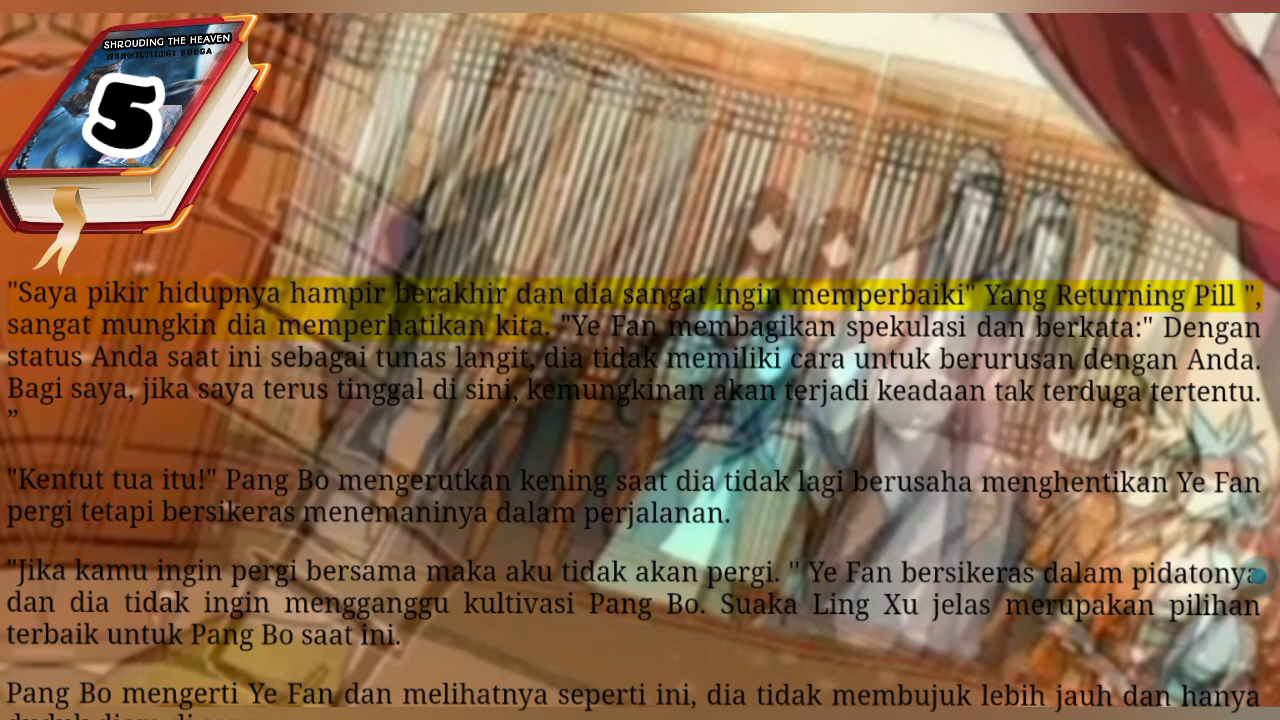 SHROUDING THE HEAVEN
5
"Saya pikir hidupnya hampir berakhir dan dia sangat ingin memperbaiki" Yang Returning Pill ",
sangat mungkin dia memperhatikan kita. "Ye Fan membagikan spekulasi dan berkata:" Dengan
status Anda saat ini sebagai tunas langit, dia tidak memiliki cara untuk berurusan dengan Anda.
Bagi saya, jika saya terus tinggal di sini, kemungkinan akan terjadi keadaan tak terduga tertentu.
”
"Kentut tua itu!" Pang Bo mengerutkan kening saat dia tidak lagi berusaha menghentikan Ye Fan
pergi tetapi bersikeras menemaninya dalam perjalanan.
"Jika kamu ingin pergi bersama maka aku tidak akan pergi. " Ye Fan bersikeras dalam pidatonya
dan dia tidak ingin mengganggu kultivasi Pang Bo. Suaka Ling Xu jelas merupakan pilihan
terbaik untuk Pang Bo saat ini.
Pang Bo mengerti Ye Fan dan melihatnya seperti ini, dia tidak membujuk lebih jauh dan hanya